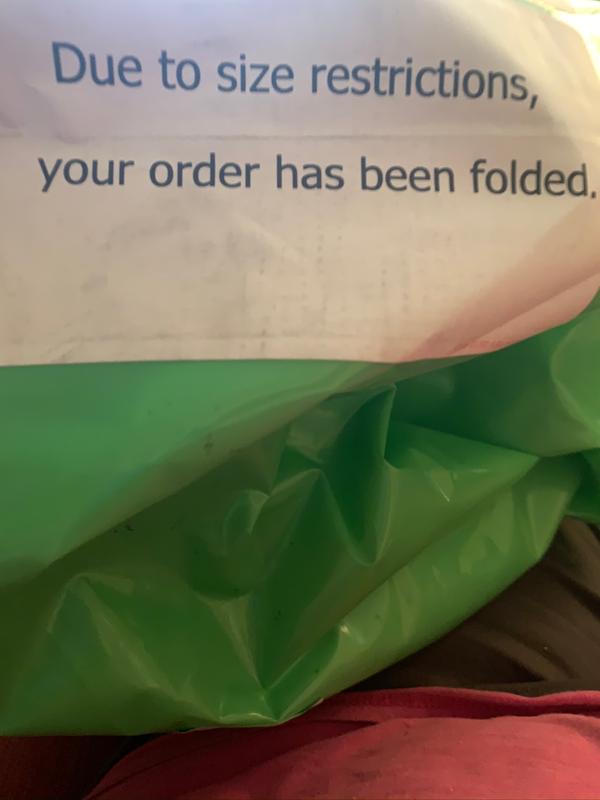 Due to size restrictions,
your order has been folded.